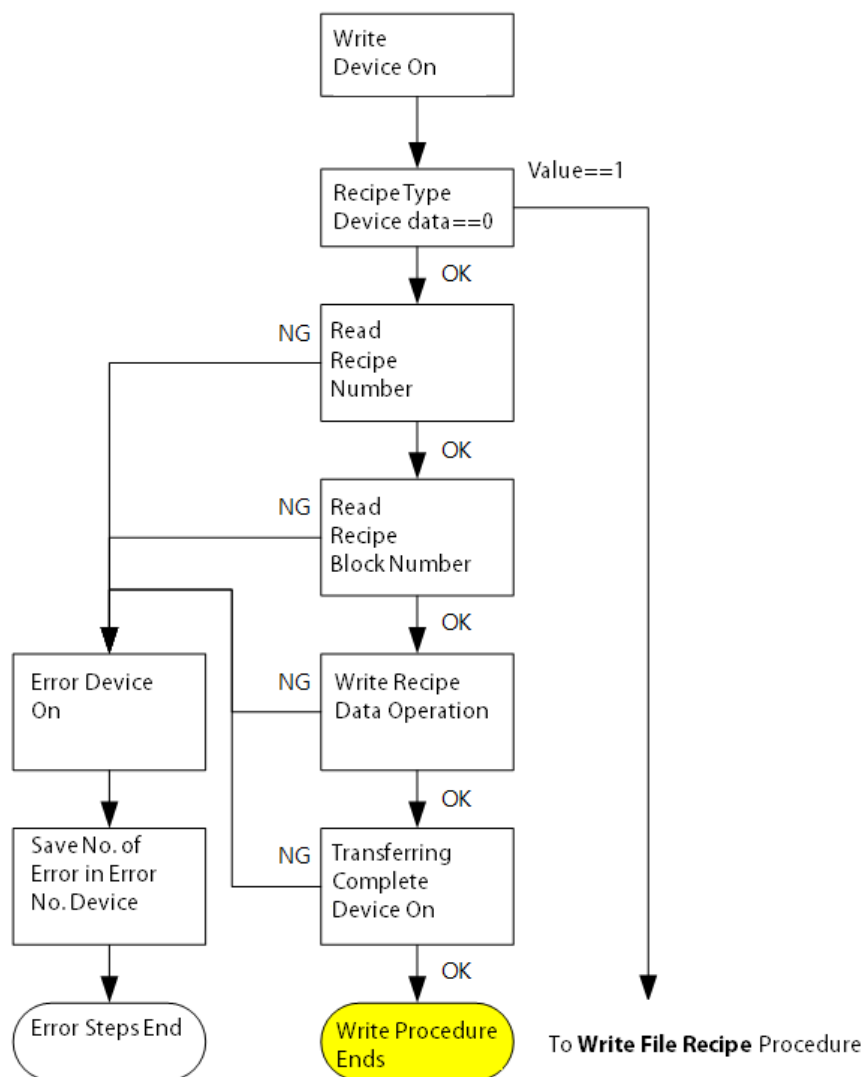 Write
Device On
Value==1
Recipe Type
Device data==0
OK
NG
Read
Recipe
Number
OK
NG
Read
Recipe
Block Number
OK
Error Device
On
NG
Write Recipe
Data Operation
OK
Save No. of
Error in Error
No. Device
NG
Transferring
Complete
Device On
OK
Error Steps End
Write Procedure
Ends
To Write File Recipe Procedure